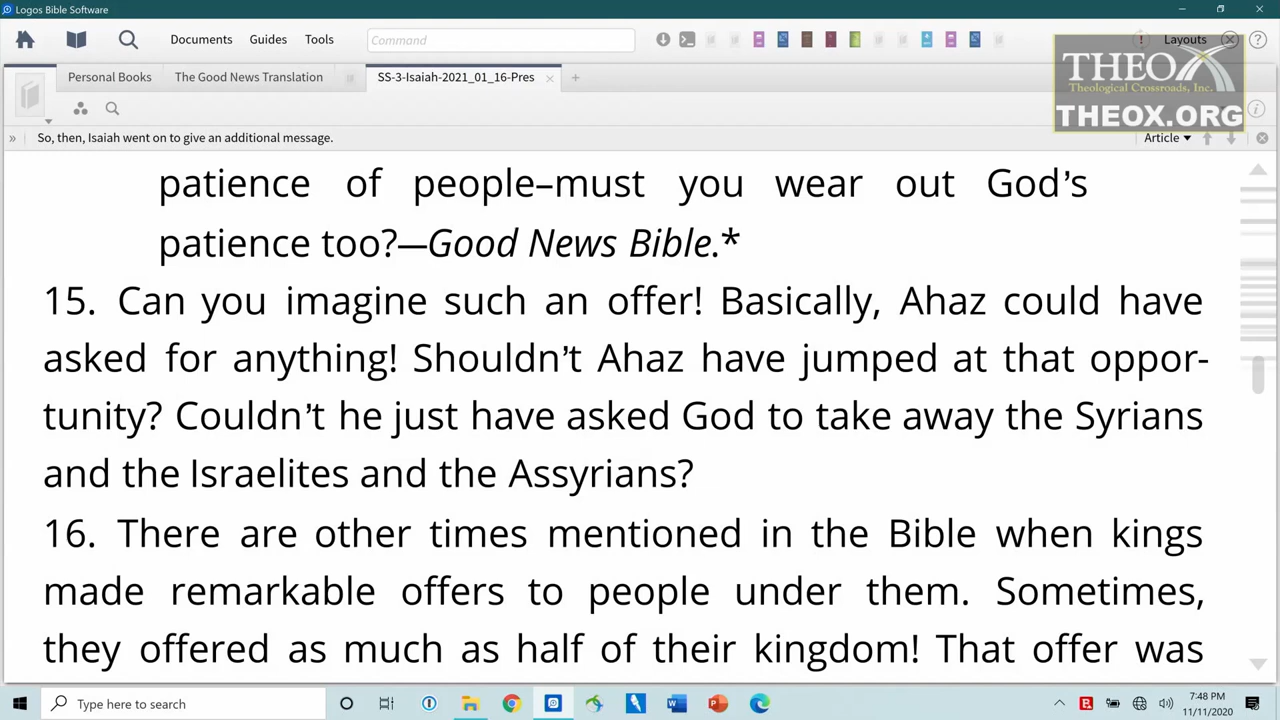 Logos Bible Software
Documents Guides Tools Command Layouts
THEOX
Theological Crossroads, Inc.
THEOX.ORG
Personal Books The Good News Translation SS-3-Isaiah-2021_01_16-Pres
So, then, Isaiah went on to give an additional message. Article
patience of people–must you wear out God's
patience too?—Good News Bible.*
15. Can you imagine such an offer! Basically, Ahaz could have
asked for anything! Shouldn't Ahaz have jumped at that oppor-
tunity? Couldn't he just have asked God to take away the Syrians
and the Israelites and the Assyrians?
16. There are other times mentioned in the Bible when kings
made remarkable offers to people under them. Sometimes,
they offered as much as half of their kingdom! That offer was
Type here to search
7:48 PM
11/11/2020